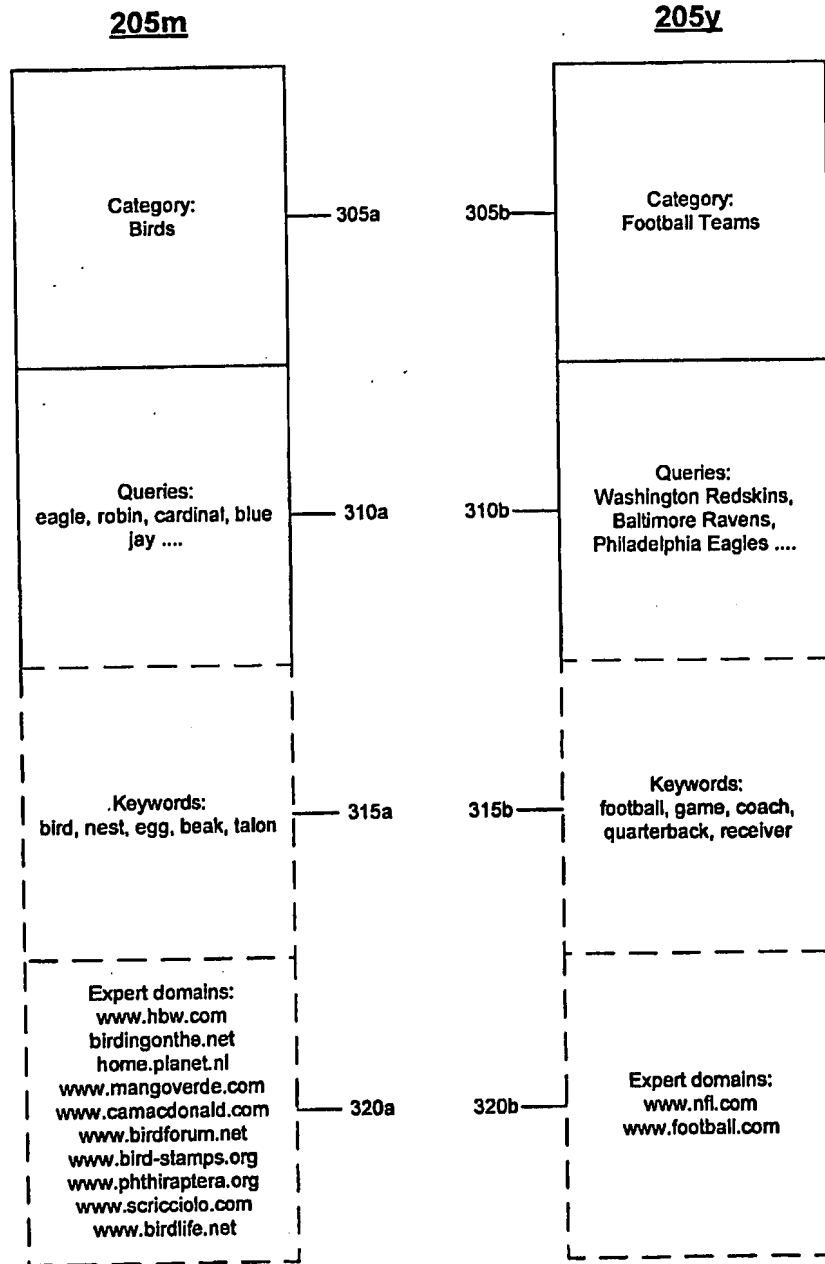 205m
205y
Category:
Birds
305a
305b
Category:
Football Teams
Queries:
eagle, robin, cardinal, blue
jay ....
310a
310b
Queries:
Washington Redskins,
Baltimore Ravens,
Philadelphia Eagles ....
Keywords:
bird, nest, egg, beak, talon
315a
315b
Keywords:
football, game, coach,
quarterback, receiver
Expert domains:
www.hbw.com
birdingonthe.net
home.planet.nl
www.mangoverde.com
www.camacdonald.com
www.birdforum.net
www.bird-stamps.org
www.phthiraptera.org
www.scricciolo.com
www.birdlife.net
320a
320b
Expert domains:
www.nfl.com
www.football.com